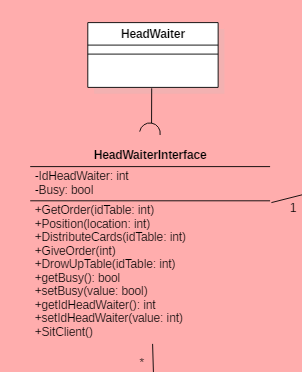 HeadWaiter
HeadWaiterInterface
-IdHeadWaiter: int
-Busy: bool
1
+GetOrder(idTable: int)
+Position(location: int)
+DistributeCards(idTable: int)
+GiveOrder(int)
+DrowUpTable(idTable: int)
+getBusy(): bool
+setBusy(value: bool)
+getIdHeadWaiter(): int
+setIdHeadWaiter(value: int)
+SitClient()
*